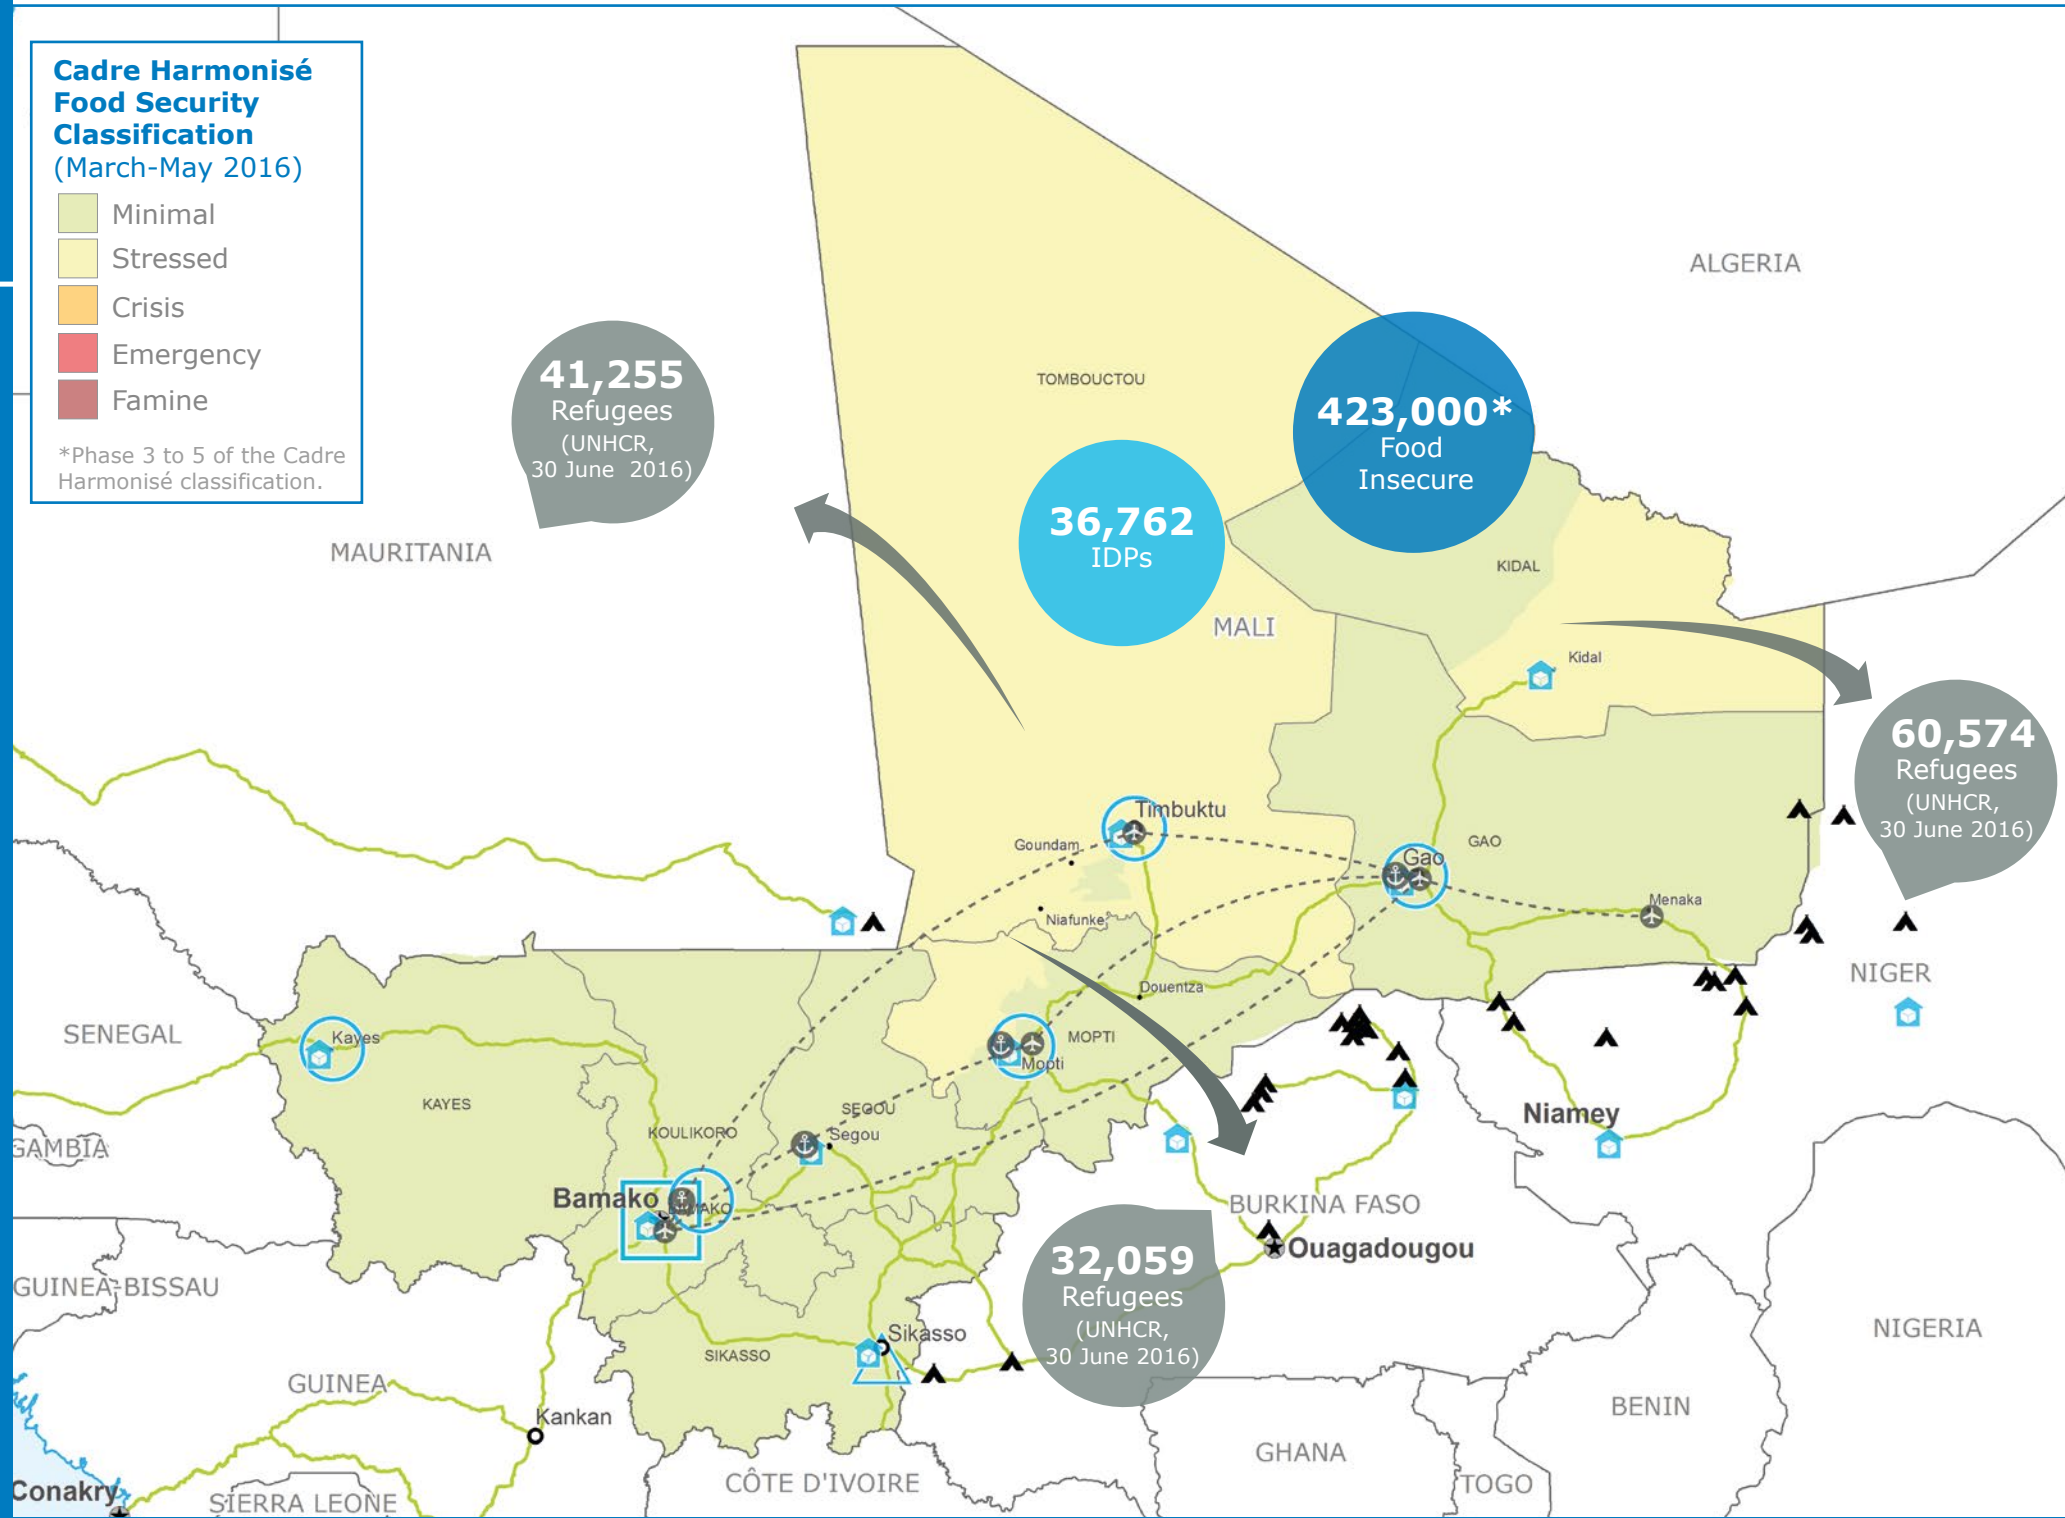 Cadre Harmonisé
Food Security
Classification
(March-May 2016)
Minimal
Stressed
Crisis
Emergency
Famine
*Phase 3 to 5 of the Cadre
Harmonisé classification.
ALGERIA
TOMBOUCTOU
41,255
Refugees
(UNHCR,
30 June 2016)
423,000*
Food
Insecure
36,762
IDPs
MAURITANIA
KIDAL
MALI
Kidal
60,574
Refugees
(UNHCR,
30 June 2016)
Timbuktu
Goundam
GAO
Gao
Menaka
Niafunke
NIGER
Douentza
SENEGAL
Kayes
MOPTI
Mopti
KAYES
SEGOU
Segou
KOULIKORO
Niamey
GAMBIA
Bamako
BAMAKO
BURKINA FASO
Ouagadougou
32,059
Refugees
(UNHCR,
30 June 2016)
GUINEA-BISSAU
Sikasso
SIKASSO
NIGERIA
GUINEA
Kankan
BENIN
GHANA
CÔTE D'IVOIRE
TOGO
Conakry
SIERRA LEONE